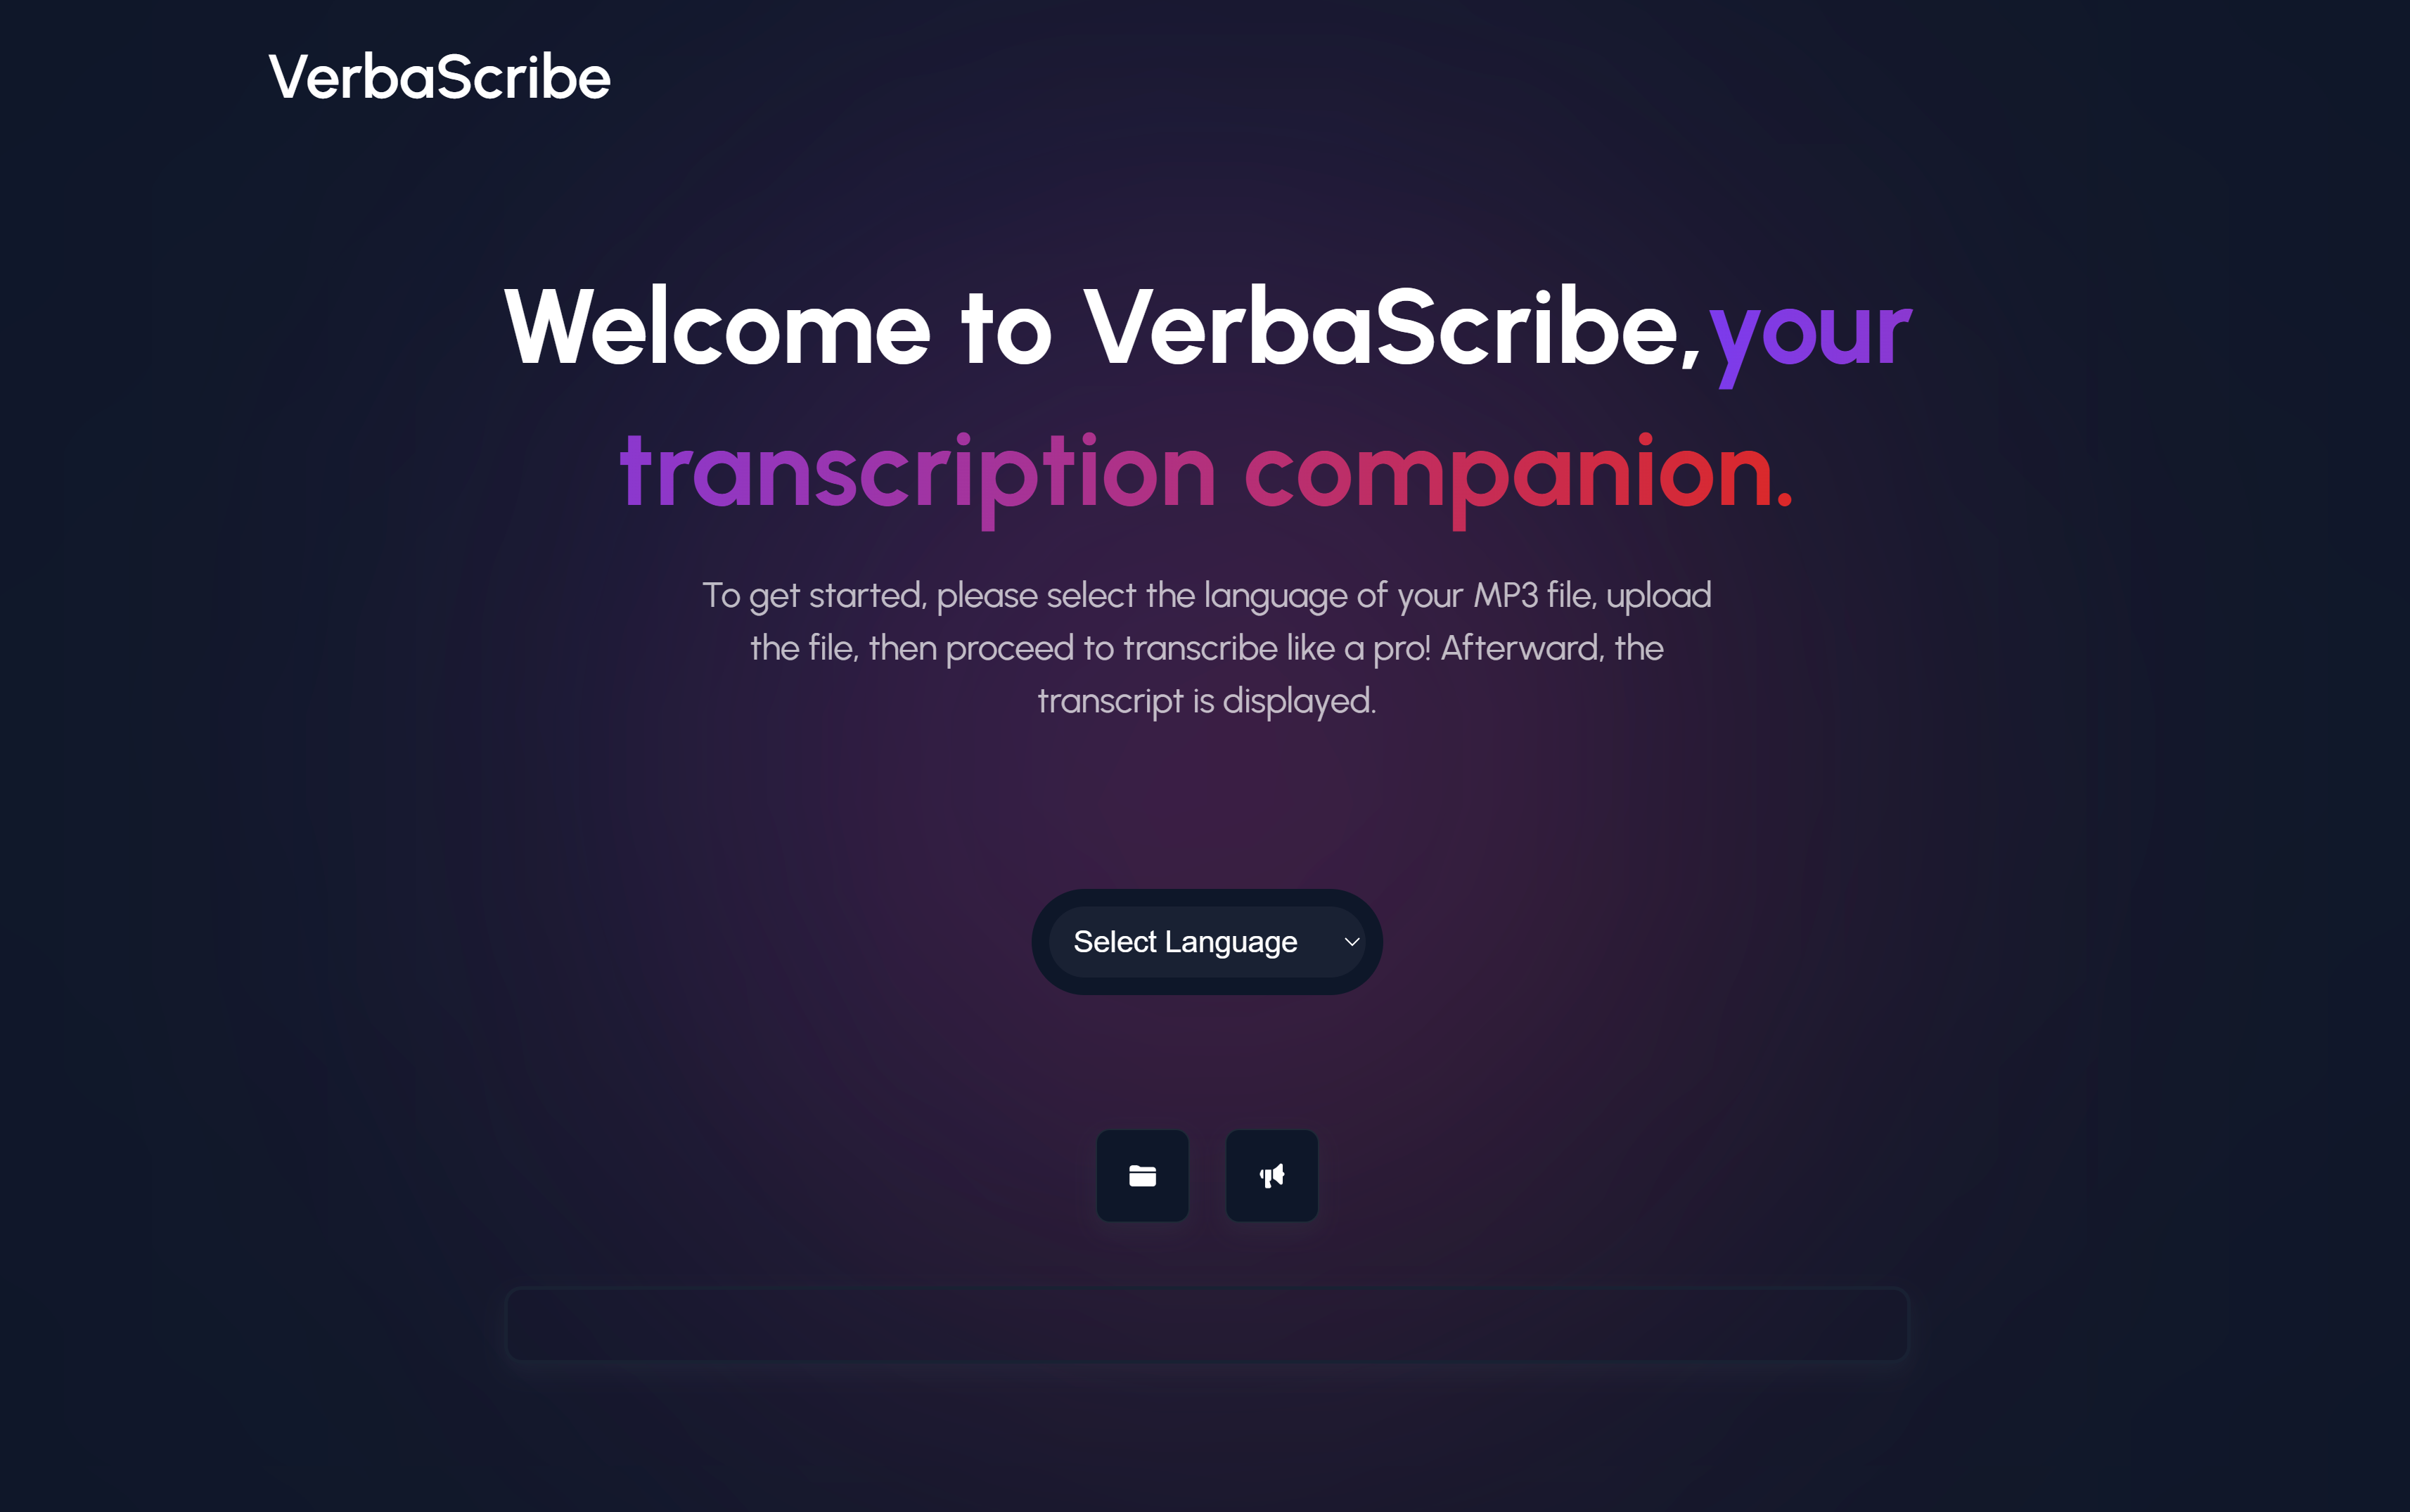 VerbaScribe
Welcome to VerbaScribe,your
transcription companion.
To get started, please select the language of your MP3 file, upload
the file, then proceed to transcribe like a pro! Afterward, the
transcript is displayed.
Select Language